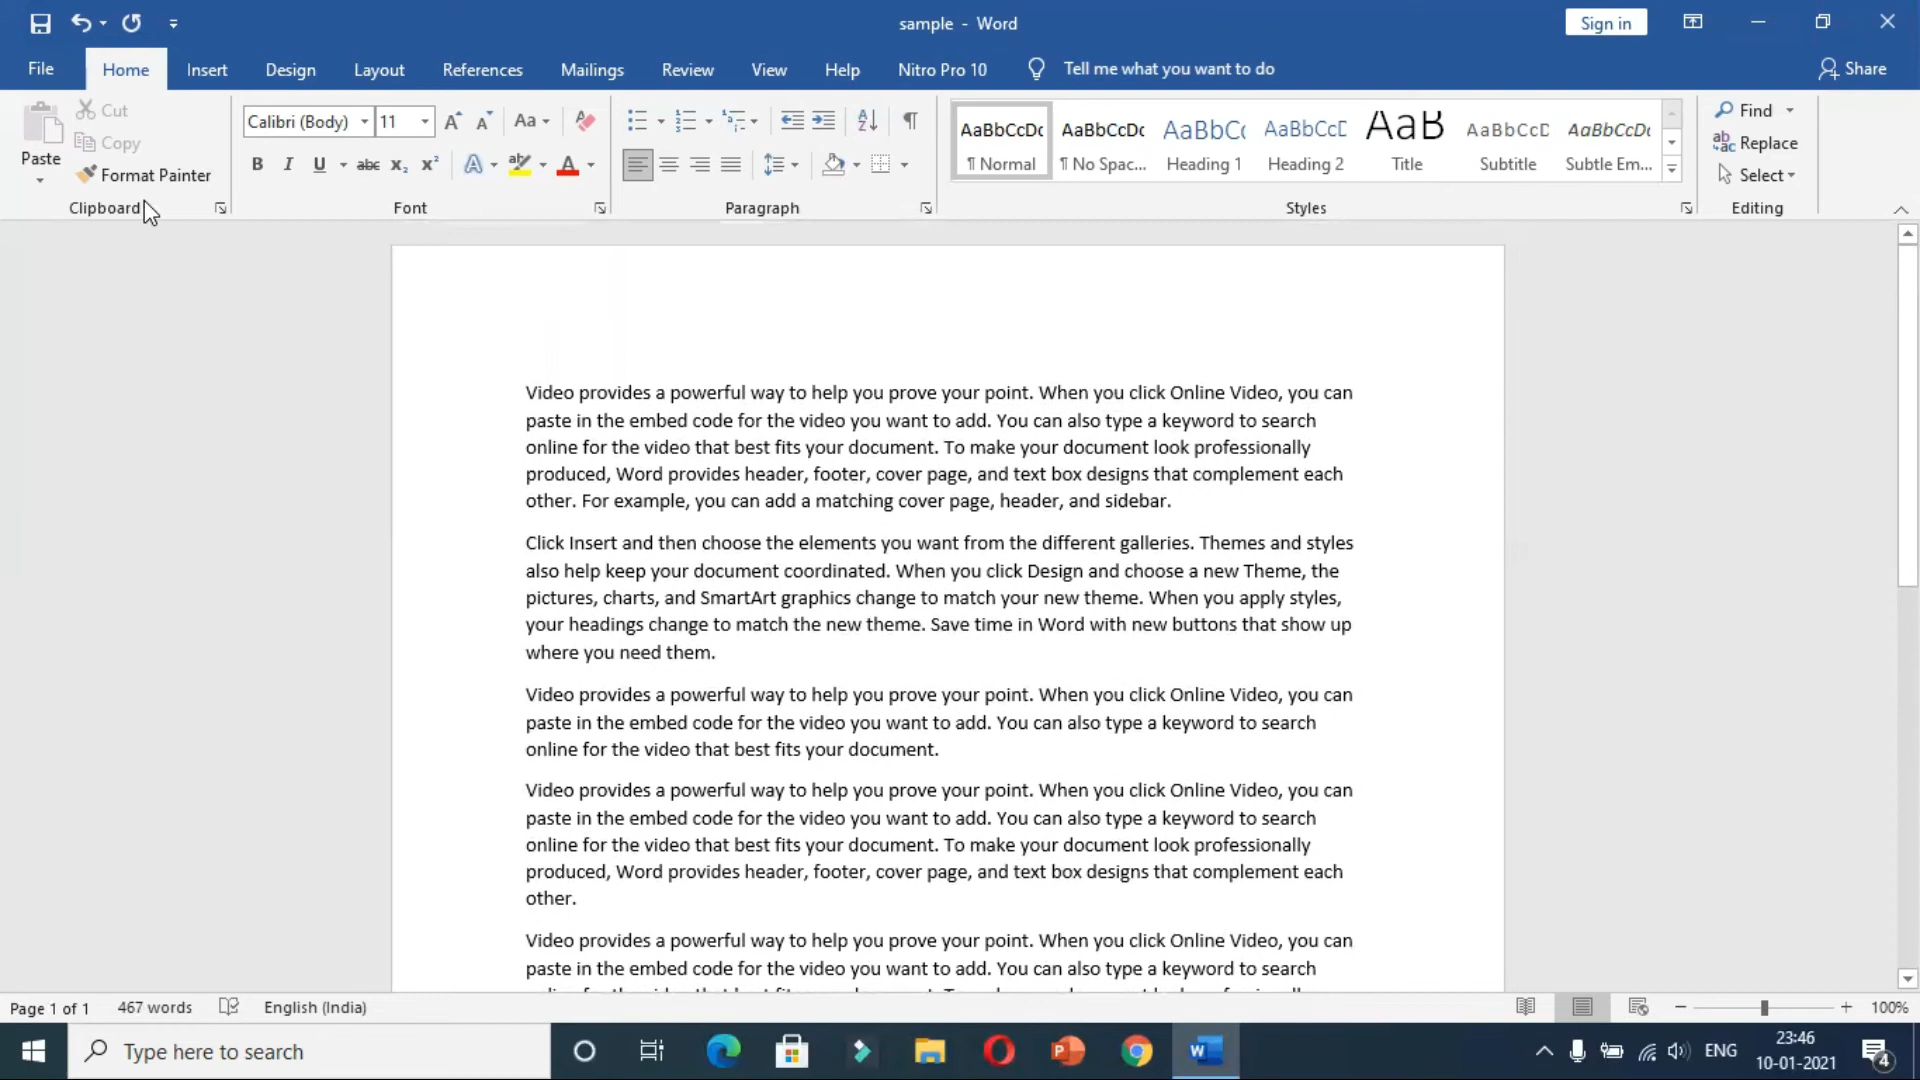 sample - Word
Sign in
File Home Insert Design Layout References Mailings Review View Help Nitro Pro 10 Tell me what you want to do Share
Paste
Cut
Copy
Format Painter
Clipboard
Calibri (Body) 11 Aa
B I U abc x₂ x² A A
Font
Paragraph
AaBbCcDc AaBbCcDc AaBbCc AaBbCcD AaB AaBbCcD AaBbCcDc
¶ Normal ¶ No Spac... Heading 1 Heading 2 Title Subtitle Subtle Em...
Styles
Find
Replace
Select
Editing
Video provides a powerful way to help you prove your point. When you click Online Video, you can
paste in the embed code for the video you want to add. You can also type a keyword to search
online for the video that best fits your document. To make your document look professionally
produced, Word provides header, footer, cover page, and text box designs that complement each
other. For example, you can add a matching cover page, header, and sidebar.
Click Insert and then choose the elements you want from the different galleries. Themes and styles
also help keep your document coordinated. When you click Design and choose a new Theme, the
pictures, charts, and SmartArt graphics change to match your new theme. When you apply styles,
your headings change to match the new theme. Save time in Word with new buttons that show up
where you need them.
Video provides a powerful way to help you prove your point. When you click Online Video, you can
paste in the embed code for the video you want to add. You can also type a keyword to search
online for the video that best fits your document.
Video provides a powerful way to help you prove your point. When you click Online Video, you can
paste in the embed code for the video you want to add. You can also type a keyword to search
online for the video that best fits your document. To make your document look professionally
produced, Word provides header, footer, cover page, and text box designs that complement each
other.
Video provides a powerful way to help you prove your point. When you click Online Video, you can
paste in the embed code for the video you want to add. You can also type a keyword to search
Page 1 of 1 467 words English (India) 100%
Type here to search
ENG
23:46
10-01-2021
4